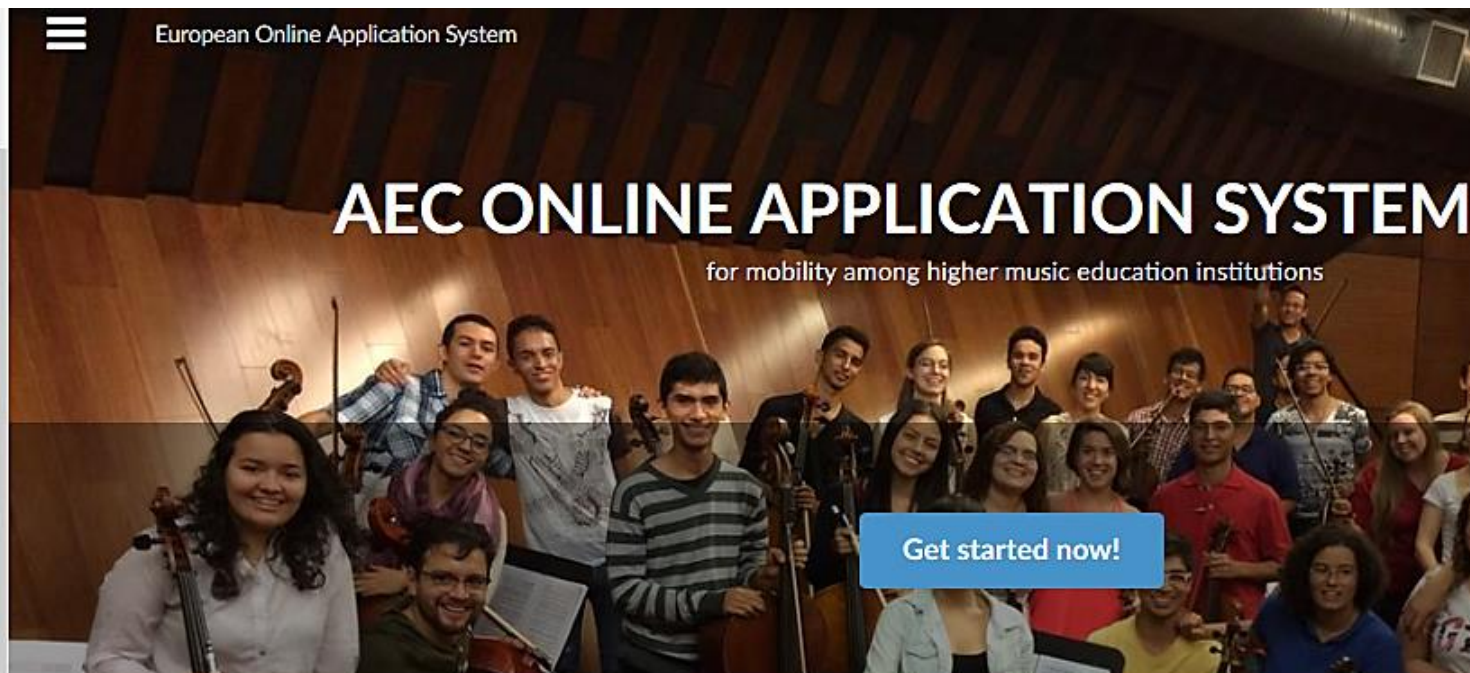 European Online Application System
AEC ONLINE APPLICATION SYSTEM
for mobility among higher music education institutions
Get started now!